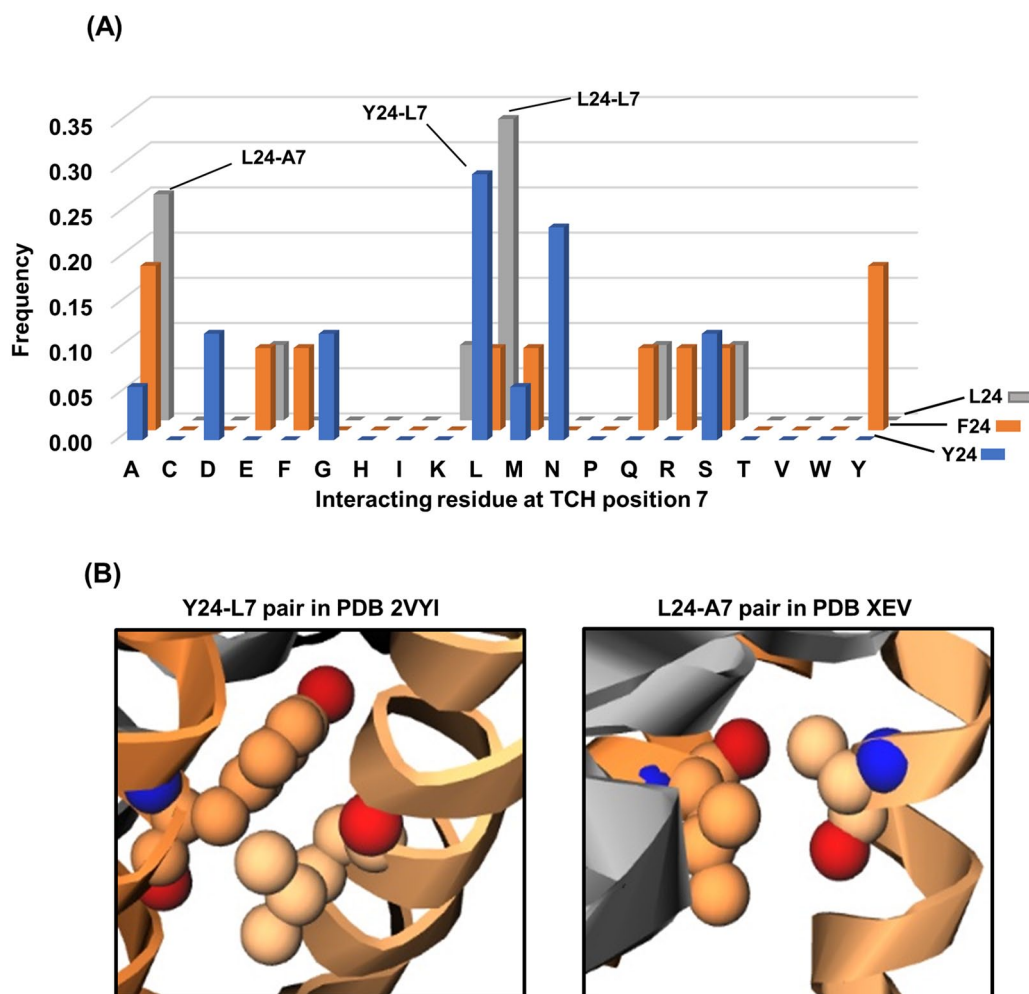 (A)
L24-L7
Y24-L7
L24-A7
0.35
0.30
0.25
0.20
0.15
0.10
0.05
0.00
Frequency
L24
F24
Y24
A C D E F G H I K L M N P Q R S T V W Y
Interacting residue at TCH position 7
(B)
Y24-L7 pair in PDB 2VYI
L24-A7 pair in PDB XEV